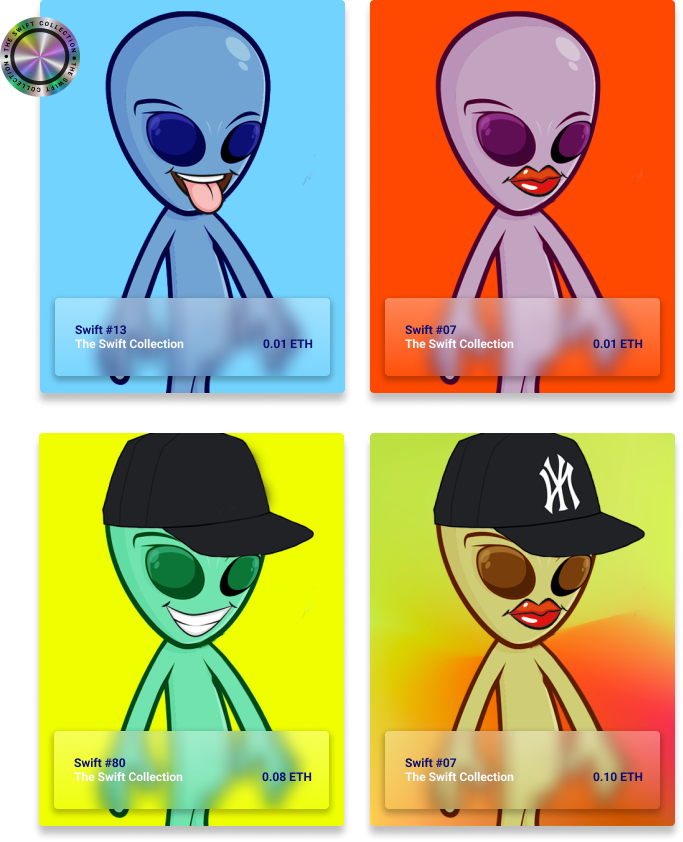 THE SWIFT COLLECTION • THE SWIFT COLLECTION •
Swift #13
The Swift Collection 0.01 ETH
Swift #07
The Swift Collection 0.01 ETH
NY
Swift #80
The Swift Collection 0.08 ETH
Swift #07
The Swift Collection 0.10 ETH